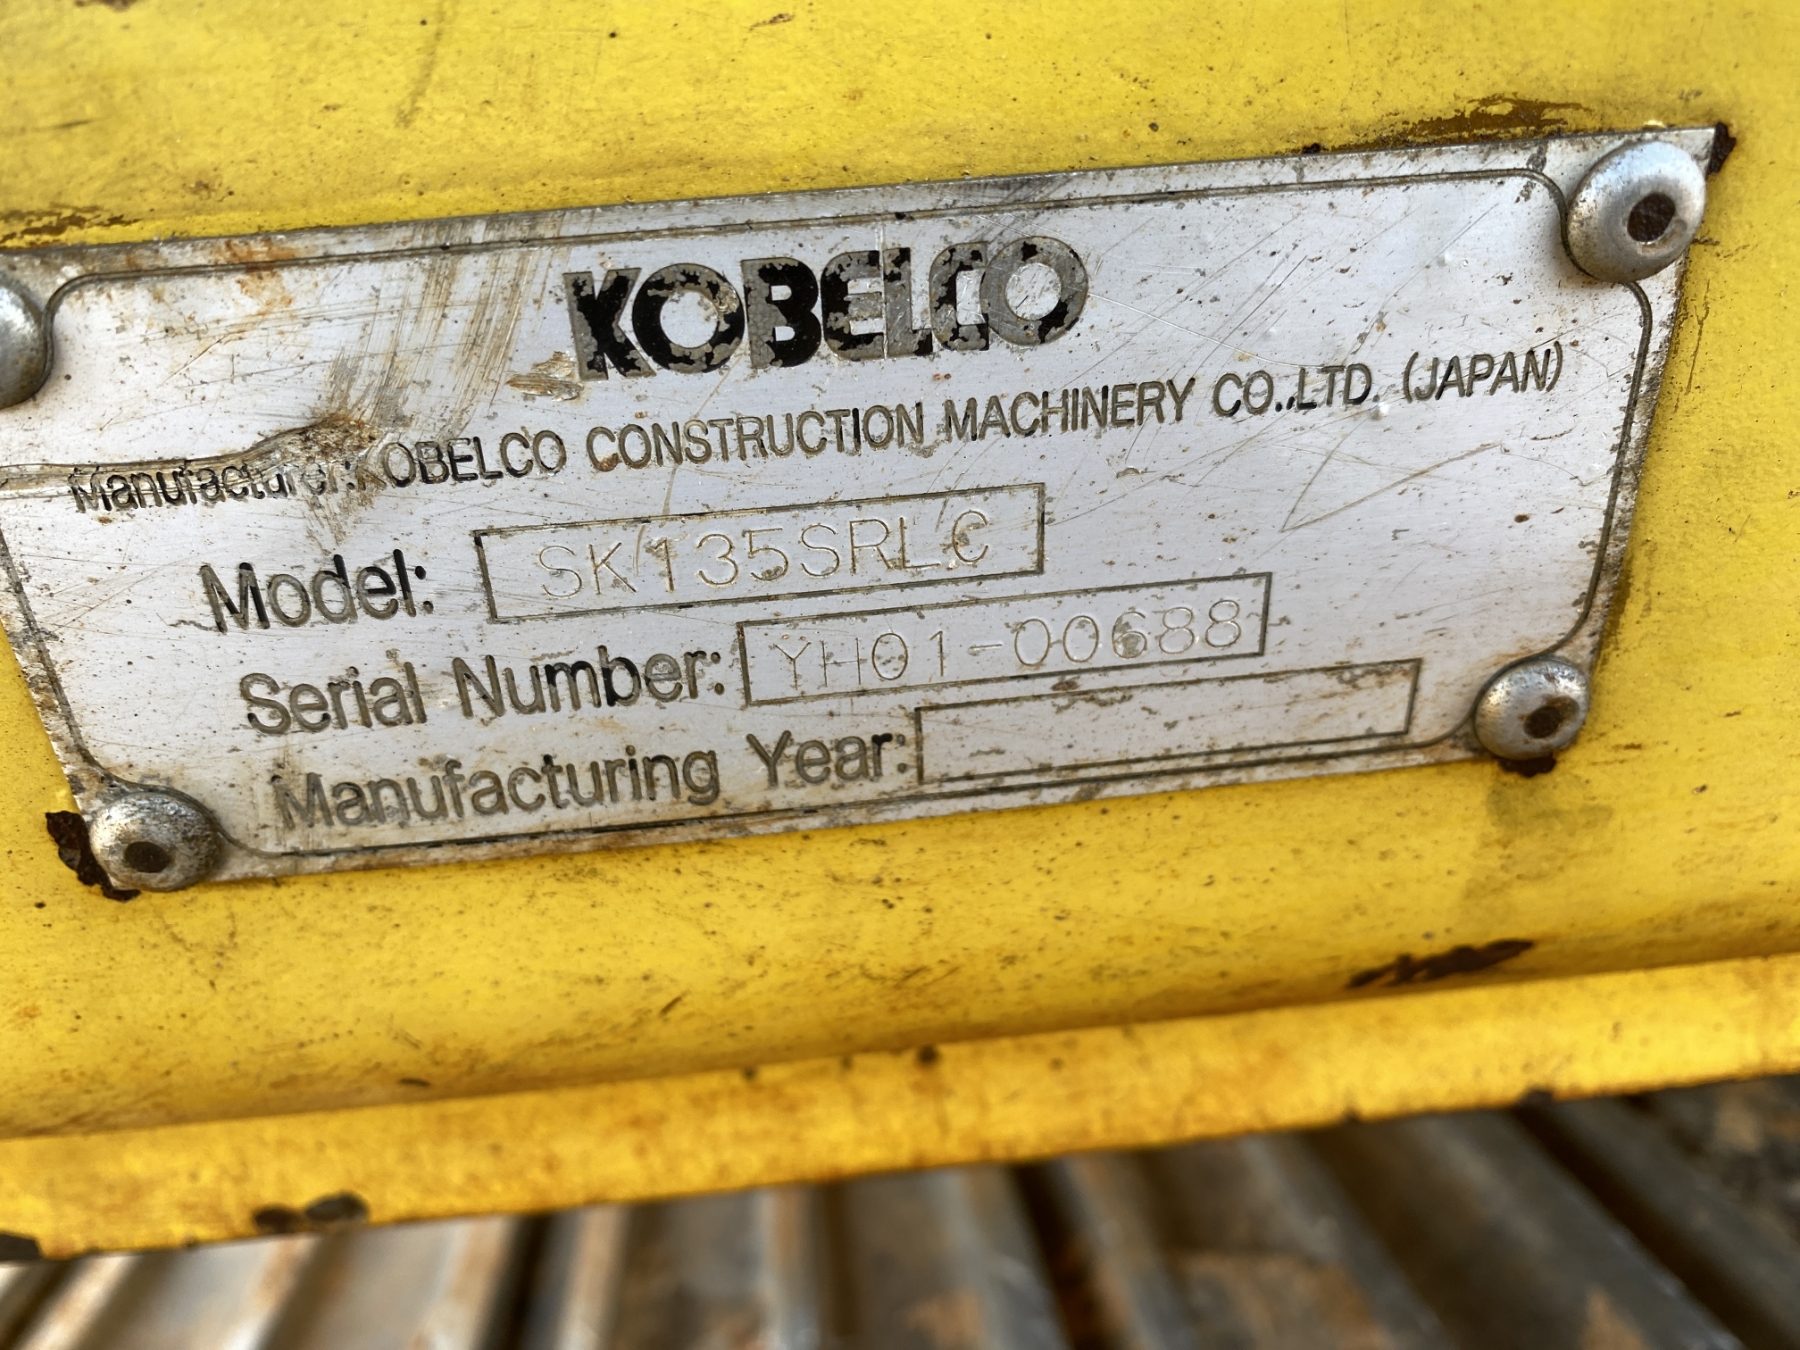 KOBELCO
Manufacturer: KOBELCO CONSTRUCTION MACHINERY CO.,LTD. (JAPAN)
Model: SK135SRLC
Serial Number: YH01-00688
Manufacturing Year: